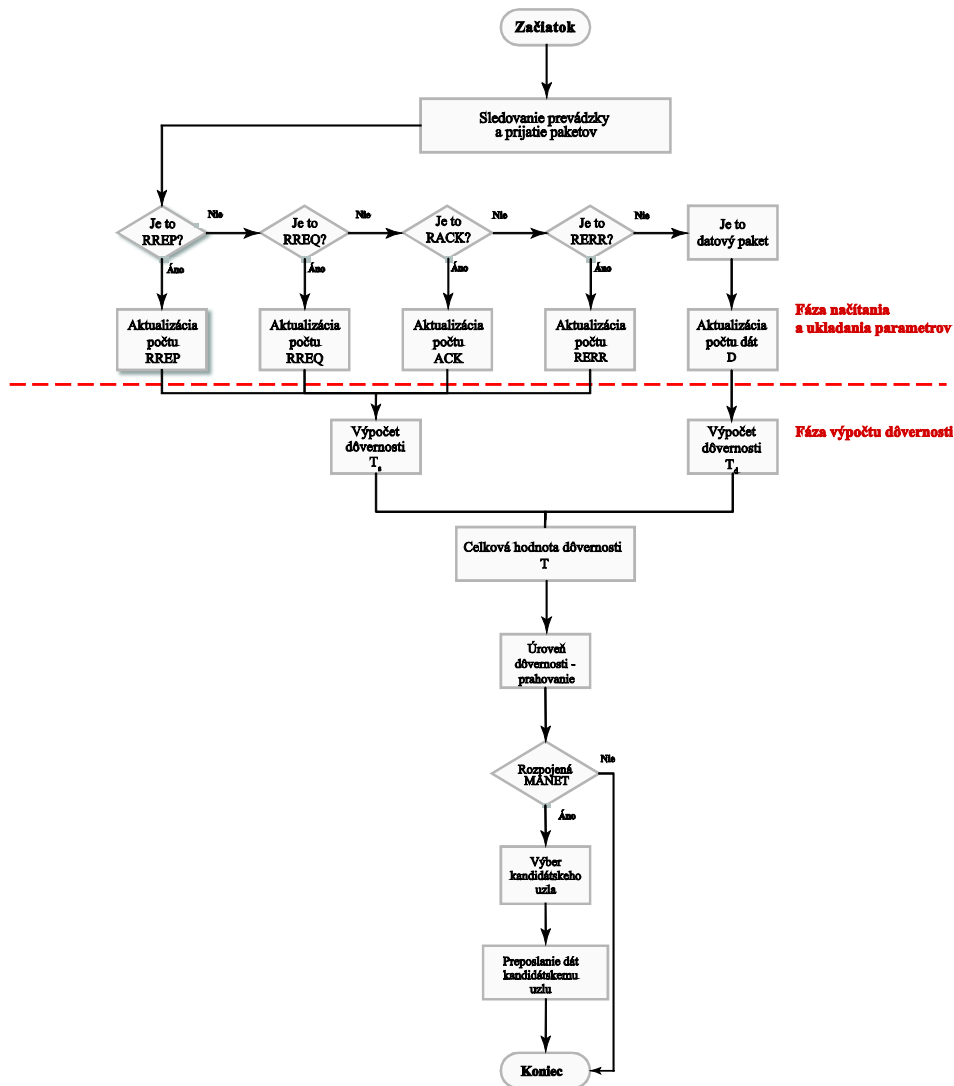 Začiatok
Sledovanie prevádzky
a prijatie paketov
Je to
RREP?
Nie
Je to
RREQ?
Nie
Je to
RACK?
Nie
Je to
RERR?
Nie
Je to
datový paket
Áno
Áno
Áno
Áno
Aktualizácia
počtu
RREP
Aktualizácia
počtu
RREQ
Aktualizácia
počtu
ACK
Aktualizácia
počtu
RERR
Aktualizácia
počtu dát
D
Fáza načítania
a ukladania parametrov
Výpočet
dôvernosti
Ts
Výpočet
dôvernosti
Td
Fáza výpočtu dôvernosti
Celková hodnota dôvernosti
T
Úroveň
dôvernosti -
prahovanie
Rozpojená
MANET
Nie
Áno
Výber
kandidátskeho
uzla
Preposlanie dát
kandidátskemu
uzlu
Koniec